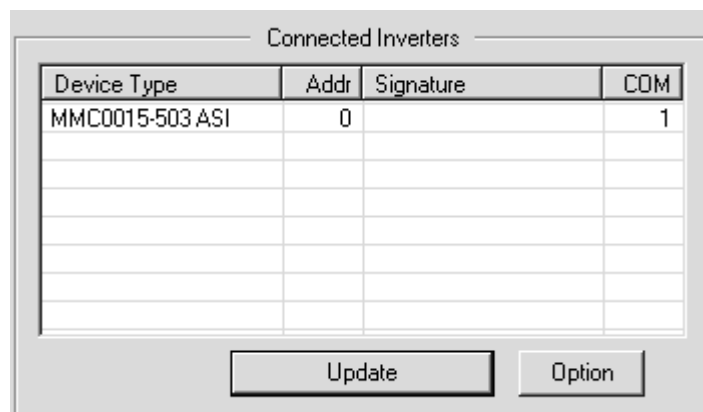 Connected Inverters
Device Type Addr Signature COM
MMC0015-503 ASI 0 1
Update Option